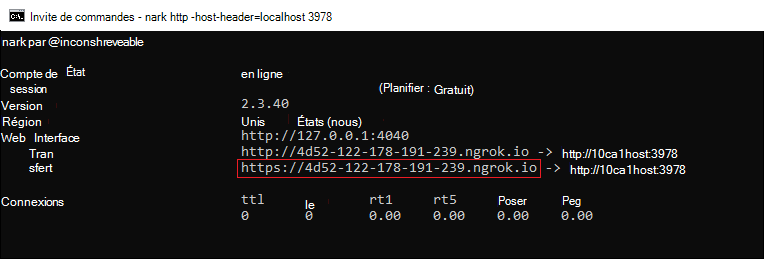 Invite de commandes - nark http -host-header=localhost 3978
nark par @inconshreveable
Compte de État en ligne
session (Planifier : Gratuit)
Version 2.3.40
Région Unis États (nous)
Web Interface http://127.0.0.1:4040
Tran http://4d52-122-178-191-239.ngrok.io -> http://10ca1host:3978
sfert https://4d52-122-178-191-239.ngrok.io -> http://10ca1host:3978
Connexions ttl le rt1 rt5 Poser Peg
0 0 0.00 0.00 0.00 0.00